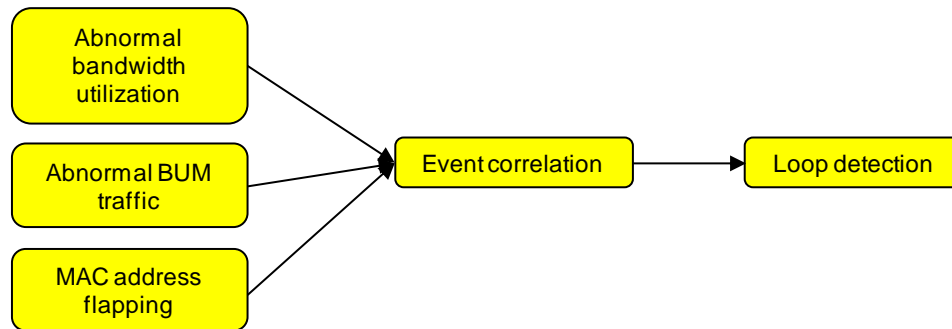 Abnormal
bandwidth
utilization
Abnormal BUM
traffic
MAC address
flapping
Event correlation
Loop detection